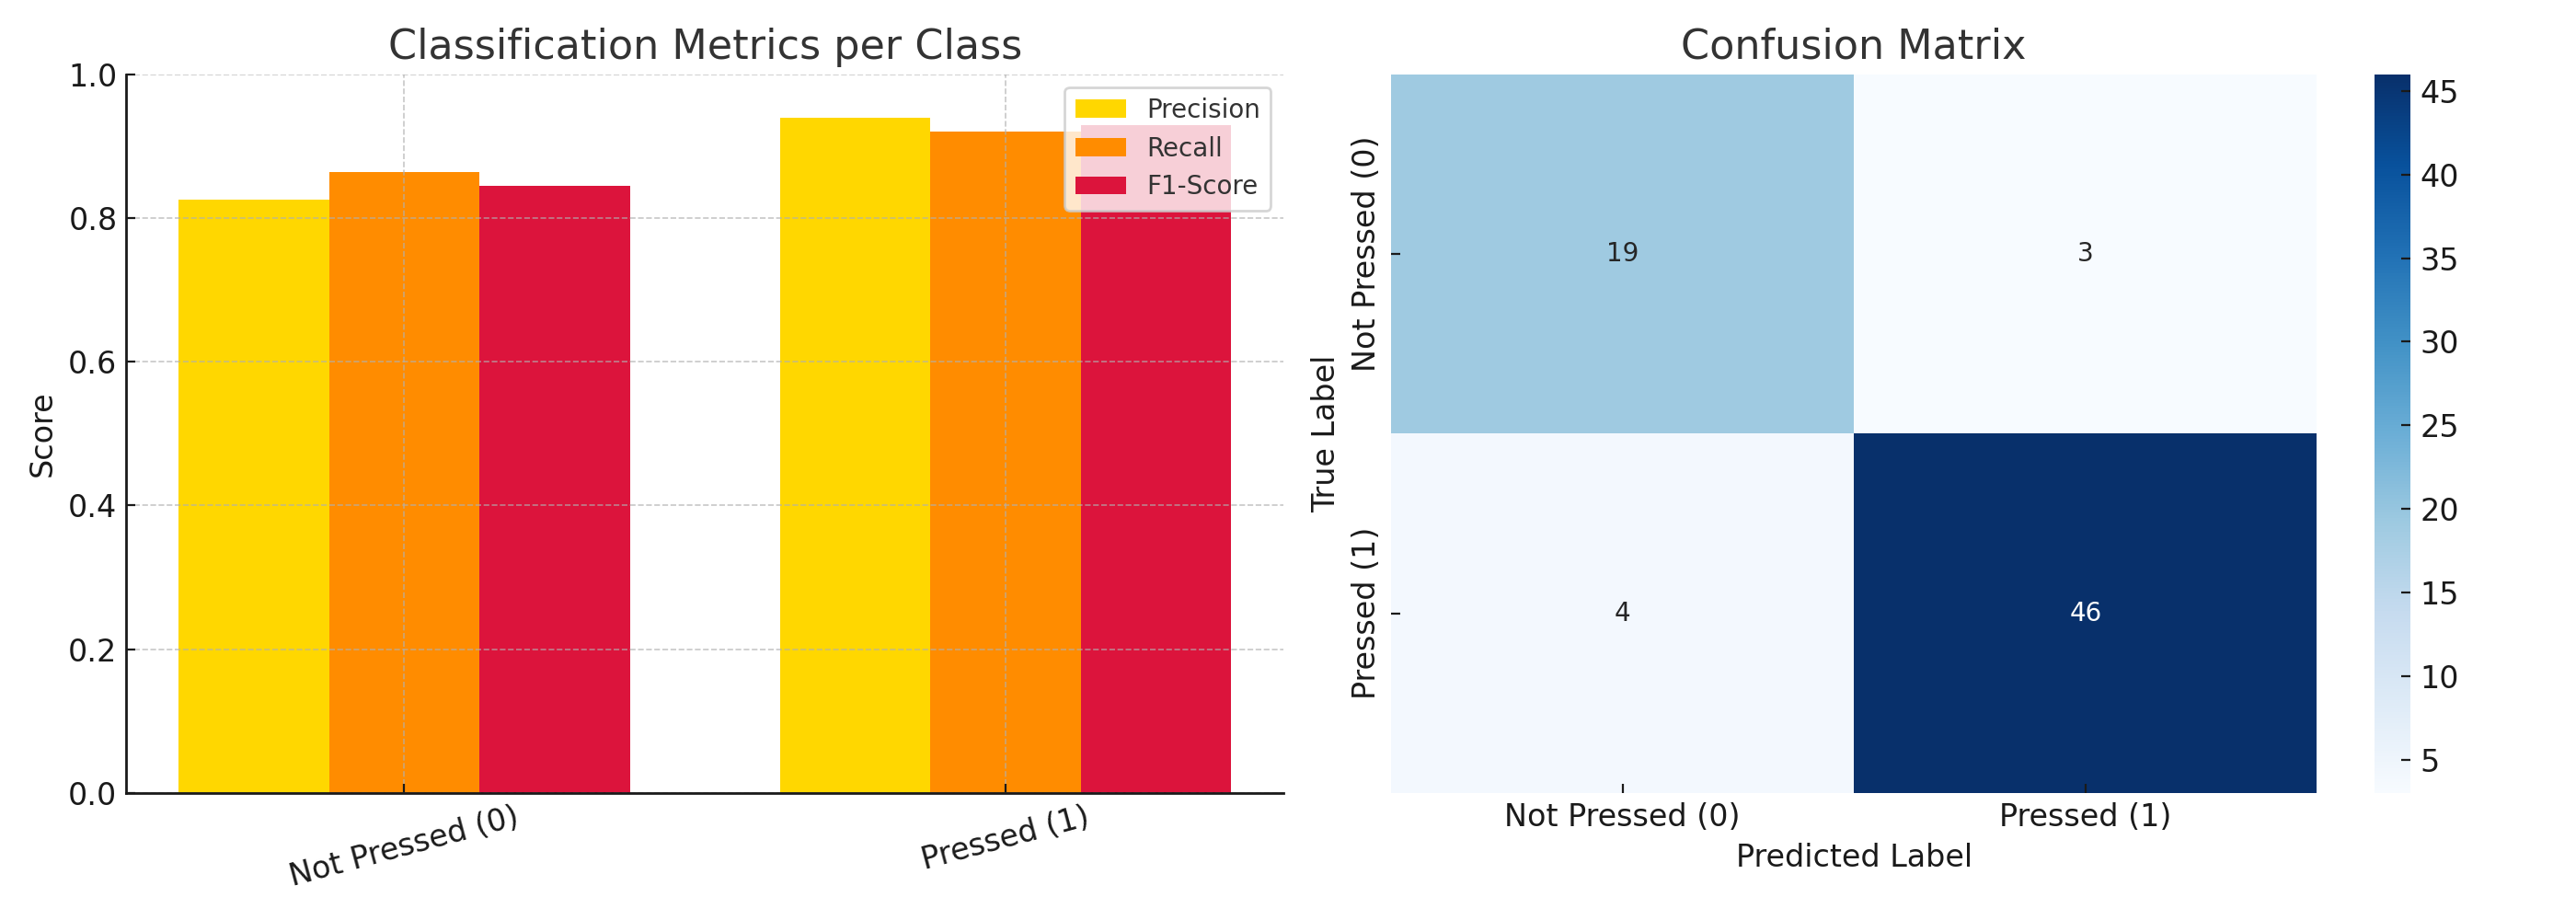 Classification Metrics per Class
1.0
0.8
0.6
0.4
0.2
0.0
Score
Precision
Recall
F1-Score
Not Pressed (0)
Pressed (1)
Confusion Matrix
True Label
Not Pressed (0)
Pressed (1)
19
3
4
46
Not Pressed (0)
Pressed (1)
Predicted Label
45
40
35
30
25
20
15
10
5